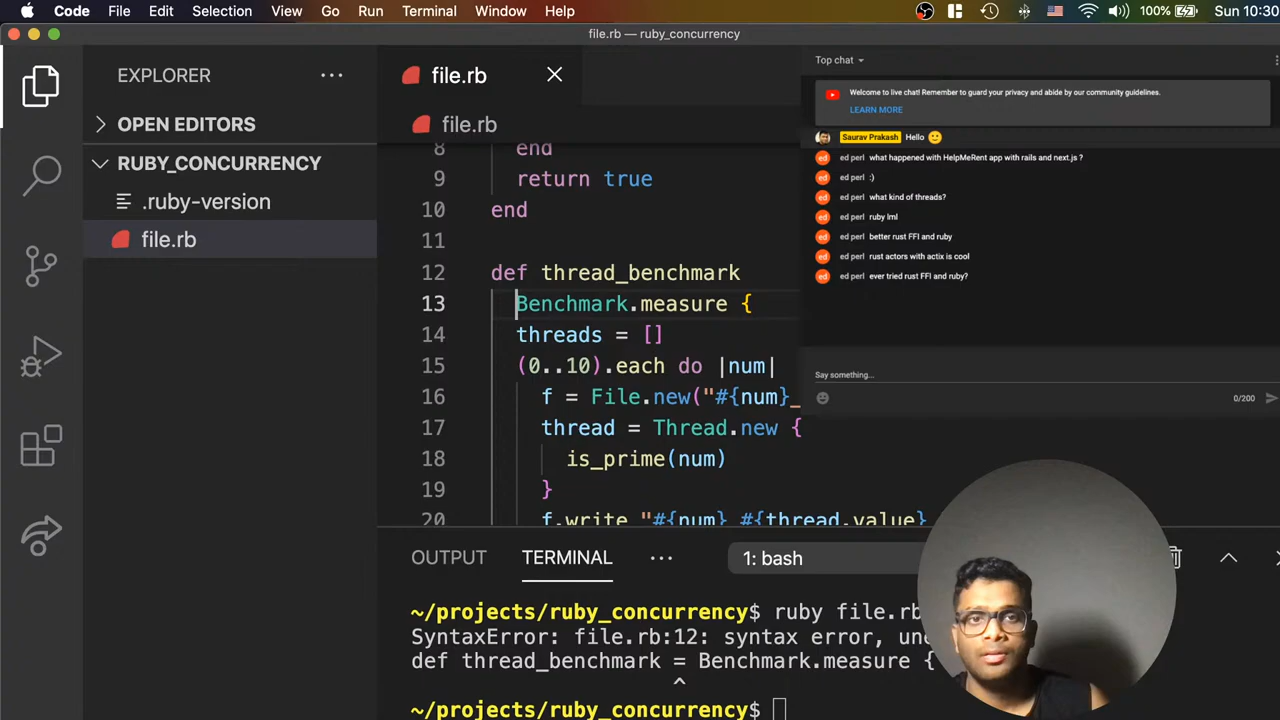 Code File Edit Selection View Go Run Terminal Window Help 100% Sun 10:30
file.rb — ruby_concurrency
EXPLORER
OPEN EDITORS
RUBY_CONCURRENCY
.ruby-version
file.rb
file.rb
file.rb
8 end
9 return true
10 end
11
12 def thread_benchmark
13 Benchmark.measure {
14 threads = []
15 (0..10).each do |num|
16 f = File.new("#{num}_
17 thread = Thread.new {
18 is_prime(num)
19 }
20 f.write "#{num} #{thread.value}
Top chat
Welcome to live chat! Remember to guard your privacy and abide by our community guidelines.
LEARN MORE
Saurav Prakash Hello
ed ed perl what happened with HelpMeRent app with rails and next.js ?
ed ed perl :)
ed ed perl what kind of threads?
ed ed perl ruby lml
ed ed perl better rust FFI and ruby
ed ed perl rust actors with actix is cool
ed ed perl ever tried rust FFI and ruby?
Say something...
0/200
OUTPUT TERMINAL 1: bash
~/projects/ruby_concurrency$ ruby file.rb
SyntaxError: file.rb:12: syntax error, un
def thread_benchmark = Benchmark.measure {
^
~/projects/ruby_concurrency$